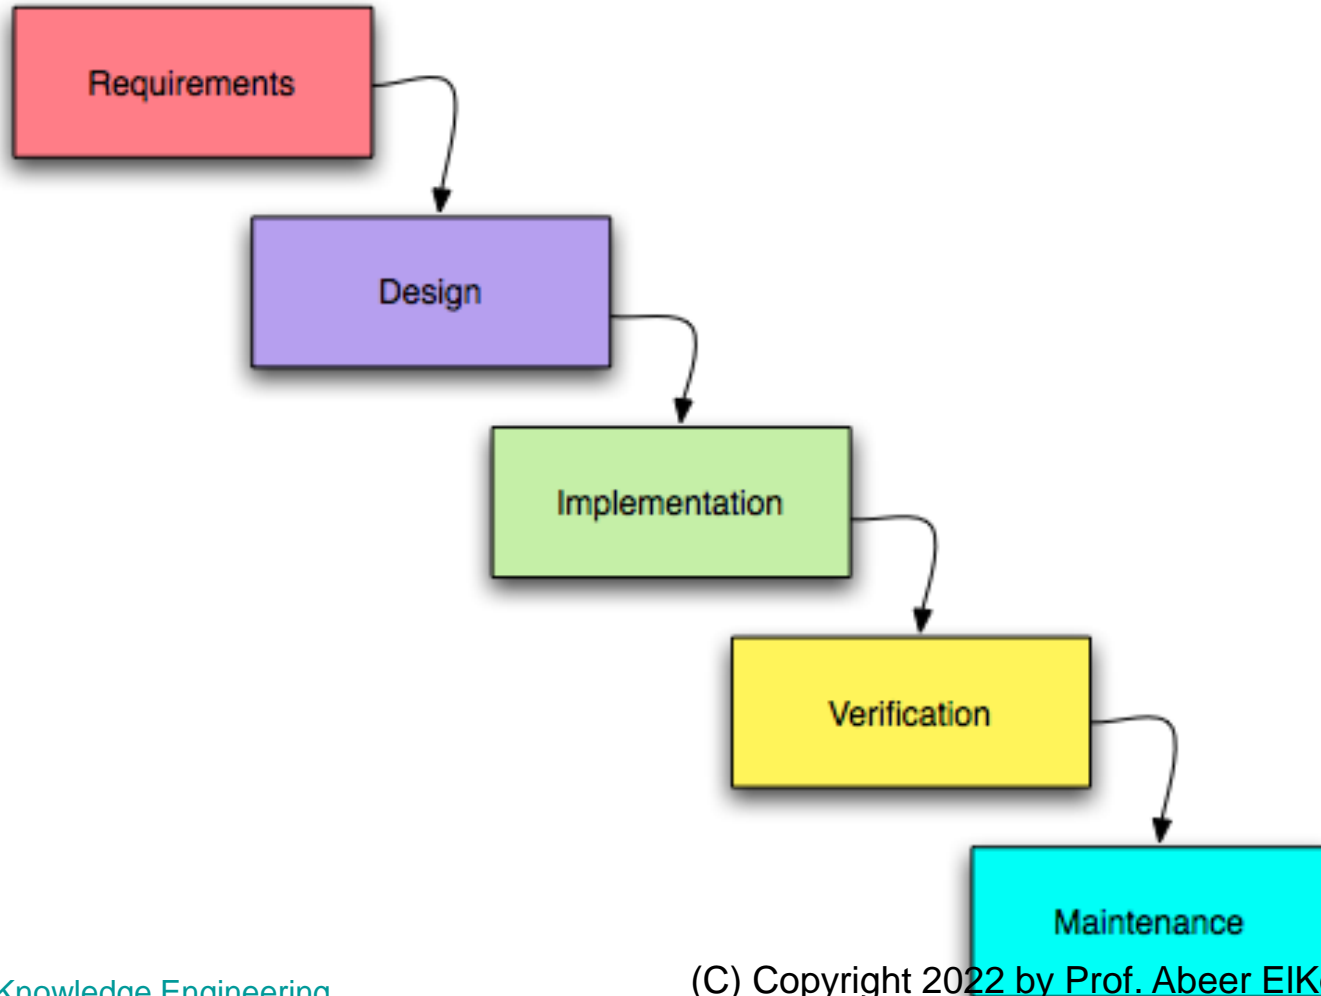 Requirements
Design
Implementation
Verification
Maintenance
Knowledge Engineering
(C) Copyright 2022 by Prof. Abeer